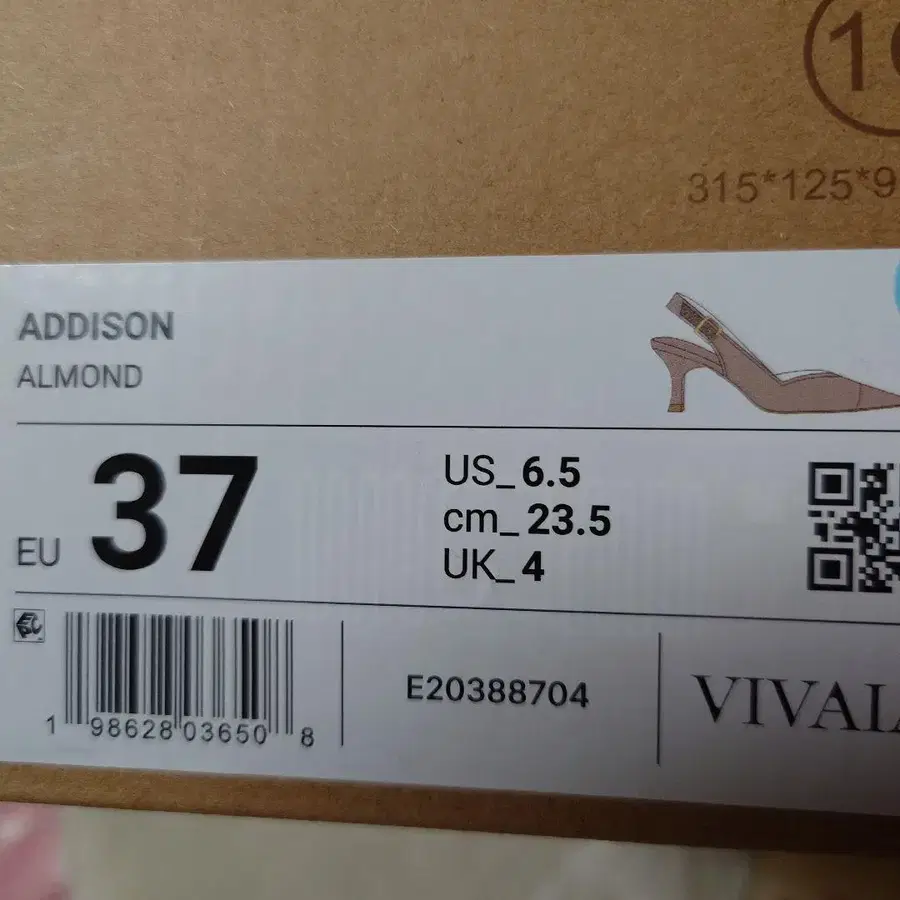 315*125*9
ADDISON
ALMOND
EU 37
US_6.5
cm_23.5
UK_4
1 98628 03650 8
E20388704
VIVAIA